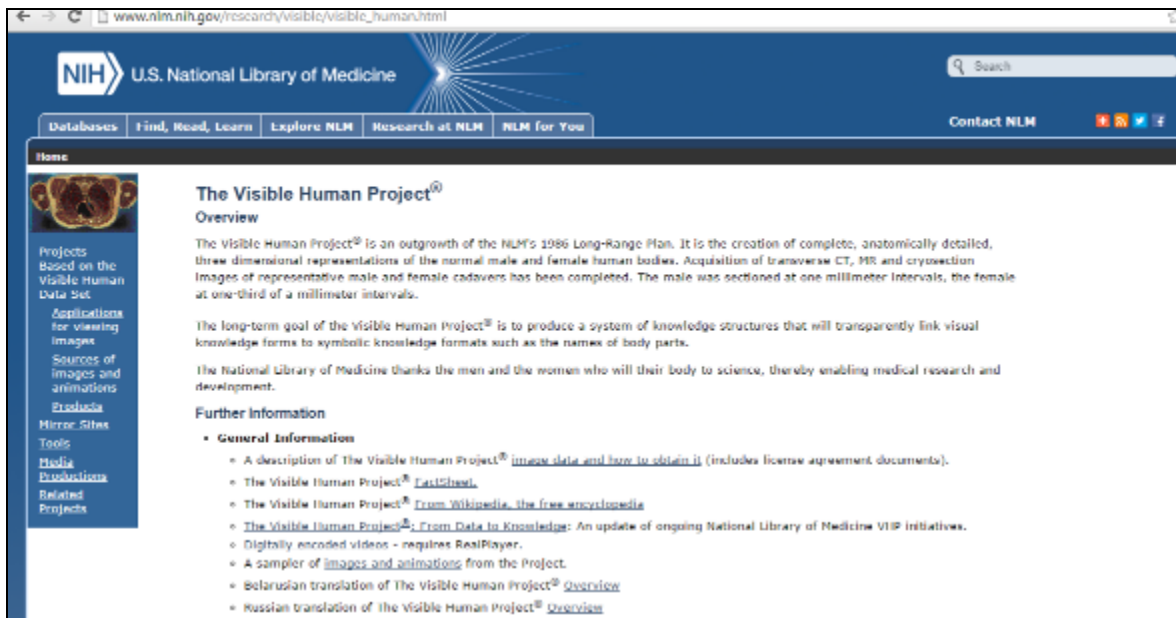 www.nlm.nih.gov/research/visible/visible_human.html
NIH U.S. National Library of Medicine
Search
Databases Find, Read, Learn Explore NLM Research at NLM NLM for You
Contact NLM
Home
The Visible Human Project®
Overview
The Visible Human Project® is an outgrowth of the NLM's 1986 Long-Range Plan. It is the creation of complete, anatomically detailed,
three dimensional representations of the normal male and female human bodies. Acquisition of transverse CT, MR and cryosection
images of representative male and female cadavers has been completed. The male was sectioned at one millimeter intervals, the female
at one-third of a millimeter intervals.
The long-term goal of the Visible Human Project® is to produce a system of knowledge structures that will transparently link visual
knowledge forms to symbolic knowledge formats such as the names of body parts.
The National Library of Medicine thanks the men and the women who will their body to science, thereby enabling medical research and
development.
Further Information
• General Information
A description of The Visible Human Project® image data and how to obtain it (includes license agreement documents).
The Visible Human Project® FactSheet.
The Visible Human Project® From Wikipedia, the free encyclopedia
The Visible Human Project®: From Data to Knowledge: An update of ongoing National Library of Medicine VHP initiatives.
Digitally encoded videos - requires RealPlayer.
A sampler of images and animations from the Project.
Belarusian translation of The Visible Human Project® Overview
Russian translation of The Visible Human Project® Overview
Projects
Based on the
Visible Human
Data Set
Applications
for viewing
images
Sources of
images and
animations
Products
Mirror Sites
Tools
Media
Productions
Related
Projects